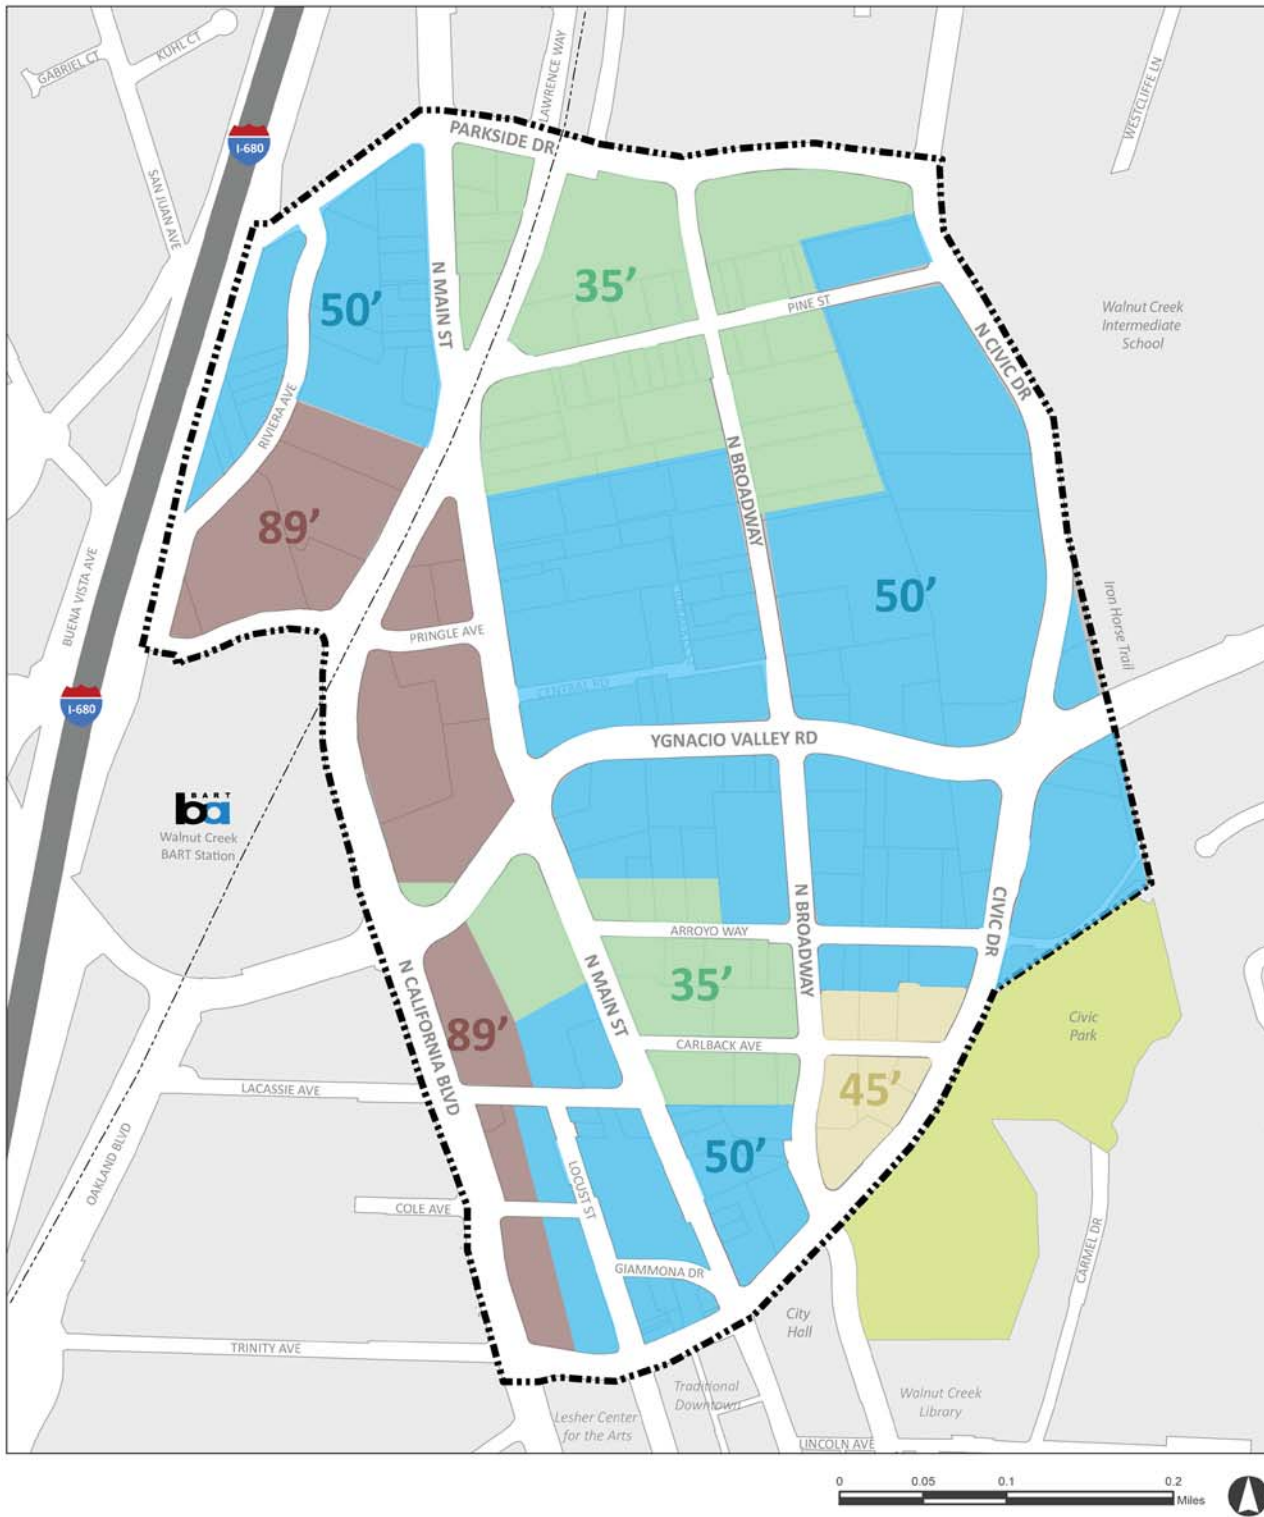 GABRIEL CT
KUHL CT
LAWRENCE WAY
WESTCLIFFE LN
I-680
PARKSIDE DR
SAN JUAN AVE
50'
N MAIN ST
35'
PINE ST
Walnut Creek
Intermediate
School
N CIVIC DR
RIVIERA AVE
N BROADWAY
89'
50'
BUENA VISTA AVE
Iron Horse Trail
PRINGLE AVE
CENTRAL RD
I-680
YGNACIO VALLEY RD
BART
ba
Walnut Creek
BART Station
N BROADWAY
CIVIC DR
ARROYO WAY
N CALIFORNIA BLVD
N MAIN ST
35'
89'
Civic
Park
CARLBACK AVE
LACASSIE AVE
45'
OAKLAND BLVD
50'
LOCUST ST
COLE AVE
CARMEL DR
GIAMMONA DR
City
Hall
TRINITY AVE
Traditional
Downtown
Walnut Creek
Library
Lesher Center
for the Arts
LINCOLN AVE
0 0.05 0.1 0.2
Miles